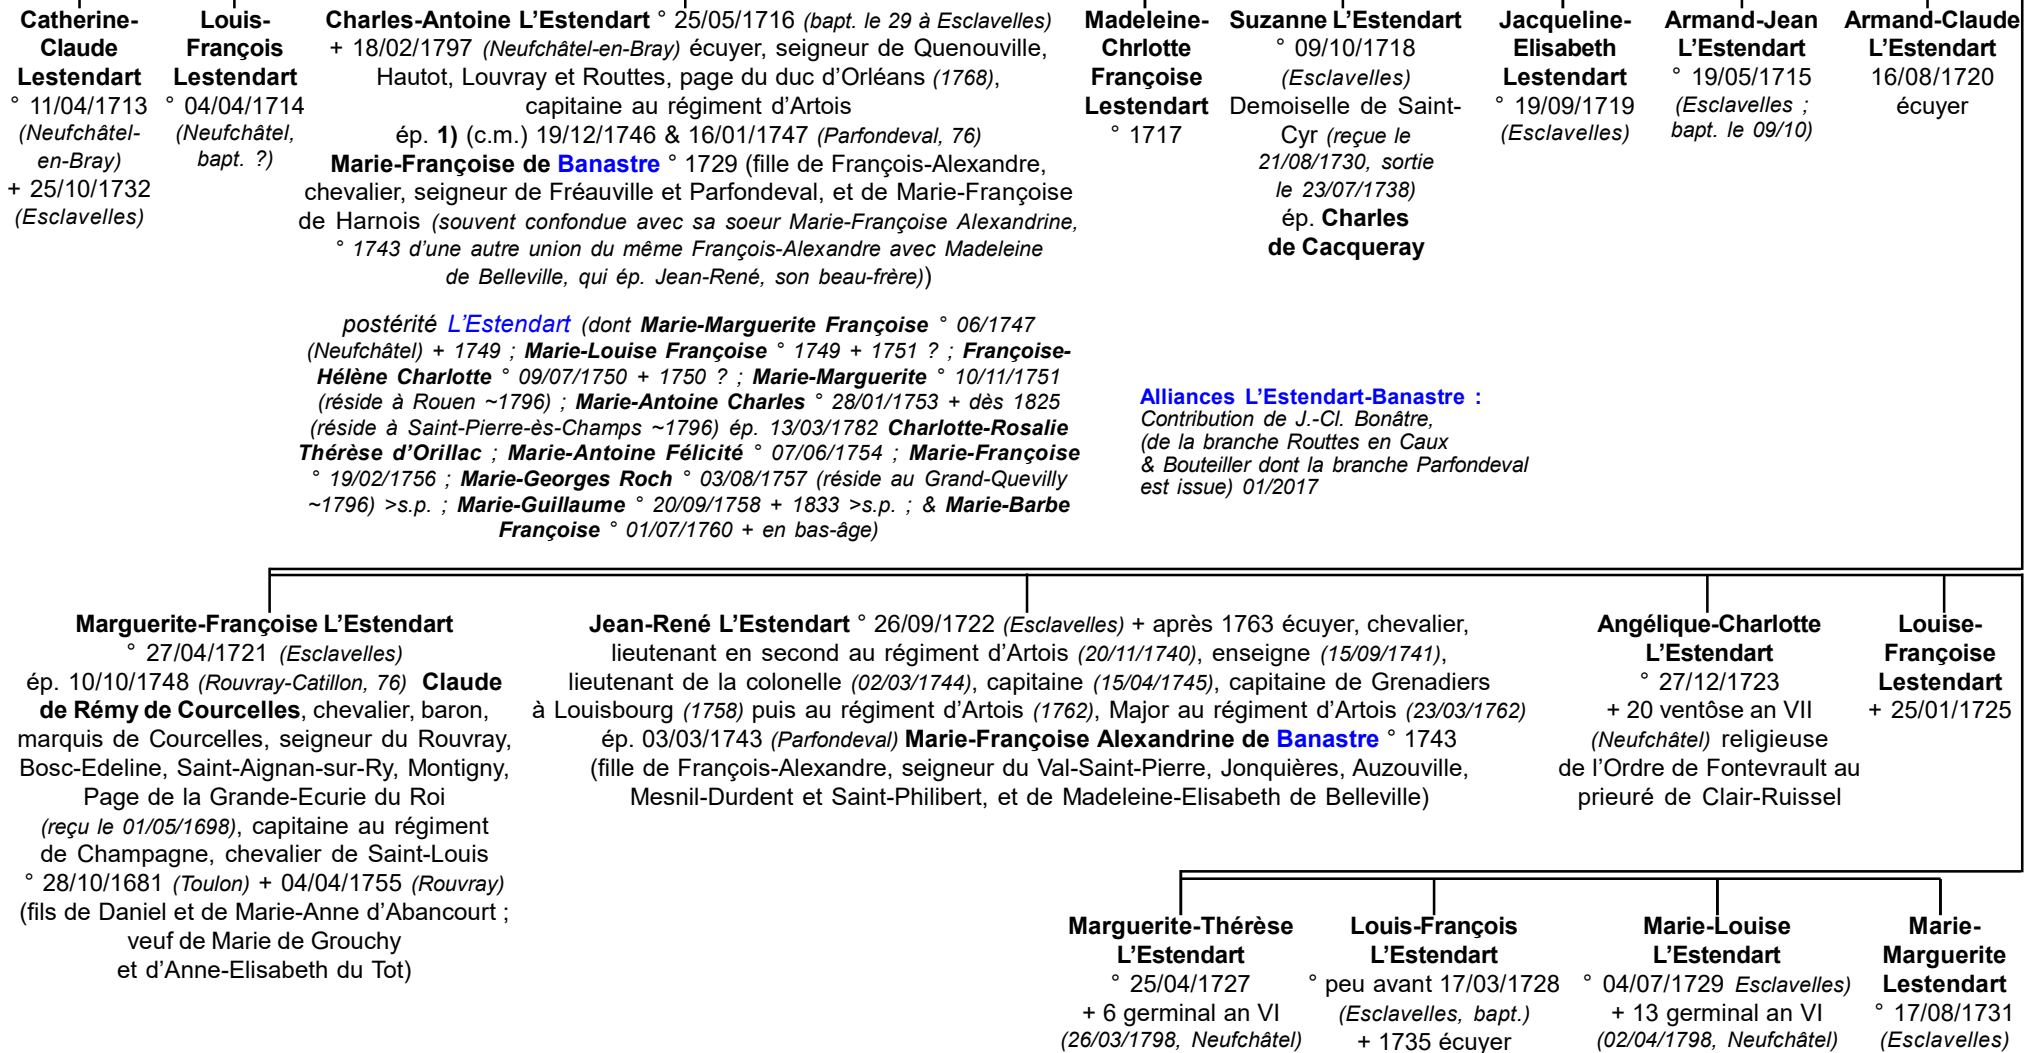 Catherine-
Claude
Lestendart
° 11/04/1713
(Neufchâtel-
en-Bray)
+ 25/10/1732
(Esclavelles)
Louis-
François
Lestendart
° 04/04/1714
(Neufchâtel,
bapt. ?)
Charles-Antoine L’Estendart ° 25/05/1716 (bapt. le 29 à Esclavelles)
+ 18/02/1797 (Neufchâtel-en-Bray) écuyer, seigneur de Quenouville,
Hautot, Louvray et Routtes, page du duc d’Orléans (1768),
capitaine au régiment d’Artois
ép. 1) (c.m.) 19/12/1746 & 16/01/1747 (Parfondeval, 76)
Marie-Françoise de Banastre ° 1729 (fille de François-Alexandre,
chevalier, seigneur de Fréauville et Parfondeval, et de Marie-Françoise
de Harnois (souvent confondue avec sa soeur Marie-Françoise Alexandrine,
° 1743 d’une autre union du même François-Alexandre avec Madeleine
de Belleville, qui ép. Jean-René, son beau-frère))
postérité L’Estendart (dont Marie-Marguerite Françoise ° 06/1747
(Neufchâtel) + 1749 ; Marie-Louise Françoise ° 1749 + 1751 ? ; Françoise-
Hélène Charlotte ° 09/07/1750 + 1750 ? ; Marie-Marguerite ° 10/11/1751
(réside à Rouen ~1796) ; Marie-Antoine Charles ° 28/01/1753 + dès 1825
(réside à Saint-Pierre-ès-Champs ~1796) ép. 13/03/1782 Charlotte-Rosalie
Thérèse d’Orillac ; Marie-Antoine Félicité ° 07/06/1754 ; Marie-Françoise
° 19/02/1756 ; Marie-Georges Roch ° 03/08/1757 (réside au Grand-Quevilly
~1796) >s.p. ; Marie-Guillaume ° 20/09/1758 + 1833 >s.p. ; & Marie-Barbe
Françoise ° 01/07/1760 + en bas-âge)
Madeleine-
Chrlotte
Françoise
Lestendart
° 1717
Suzanne L’Estendart
° 09/10/1718
(Esclavelles)
Demoiselle de Saint-
Cyr (reçue le
21/08/1730, sortie
le 23/07/1738)
ép. Charles
de Cacqueray
Jacqueline-
Elisabeth
Lestendart
° 19/09/1719
(Esclavelles)
Armand-Jean
L’Estendart
° 19/05/1715
(Esclavelles ;
bapt. le 09/10)
Armand-Claude
L’Estendart
16/08/1720
écuyer
Alliances L’Estendart-Banastre :
Contribution de J.-Cl. Bonâtre,
(de la branche Routtes en Caux
& Bouteiller dont la branche Parfondeval
est issue) 01/2017
Marguerite-Françoise L’Estendart
° 27/04/1721 (Esclavelles)
ép. 10/10/1748 (Rouvray-Catillon, 76) Claude
de Rémy de Courcelles, chevalier, baron,
marquis de Courcelles, seigneur du Rouvray,
Bosc-Edeline, Saint-Aignan-sur-Ry, Montigny,
Page de la Grande-Ecurie du Roi
(reçu le 01/05/1698), capitaine au régiment
de Champagne, chevalier de Saint-Louis
° 28/10/1681 (Toulon) + 04/04/1755 (Rouvray)
(fils de Daniel et de Marie-Anne d’Abancourt ;
veuf de Marie de Grouchy
et d’Anne-Elisabeth du Tot)
Jean-René L’Estendart ° 26/09/1722 (Esclavelles) + après 1763 écuyer, chevalier,
lieutenant en second au régiment d’Artois (20/11/1740), enseigne (15/09/1741),
lieutenant de la colonelle (02/03/1744), capitaine (15/04/1745), capitaine de Grenadiers
à Louisbourg (1758) puis au régiment d’Artois (1762), Major au régiment d’Artois (23/03/1762)
ép. 03/03/1743 (Parfondeval) Marie-Françoise Alexandrine de Banastre ° 1743
(fille de François-Alexandre, seigneur du Val-Saint-Pierre, Jonquières, Auzouville,
Mesnil-Durdent et Saint-Philibert, et de Madeleine-Elisabeth de Belleville)
Angélique-Charlotte
L’Estendart
° 27/12/1723
+ 20 ventôse an VII
(Neufchâtel) religieuse
de l’Ordre de Fontevrault au
prieuré de Clair-Ruissel
Louise-
Françoise
Lestendart
+ 25/01/1725
Marguerite-Thérèse
L’Estendart
° 25/04/1727
+ 6 germinal an VI
(26/03/1798, Neufchâtel)
Louis-François
L’Estendart
° peu avant 17/03/1728
(Esclavelles, bapt.)
+ 1735 écuyer
Marie-Louise
L’Estendart
° 04/07/1729 Esclavelles)
+ 13 germinal an VI
(02/04/1798, Neufchâtel)
Marie-
Marguerite
Lestendart
° 17/08/1731
(Esclavelles)